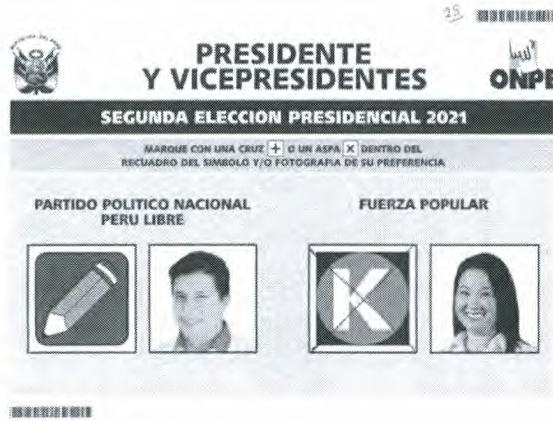 25
PRESIDENTE
Y VICEPRESIDENTES
ONPE
SEGUNDA ELECCION PRESIDENCIAL 2021
MARQUE CON UNA CRUZ + O UN ASPA X DENTRO DEL
RECUADRO DEL SIMBOLO Y/O FOTOGRAFIA DE SU PREFERENCIA
PARTIDO POLITICO NACIONAL
PERU LIBRE
FUERZA POPULAR
K